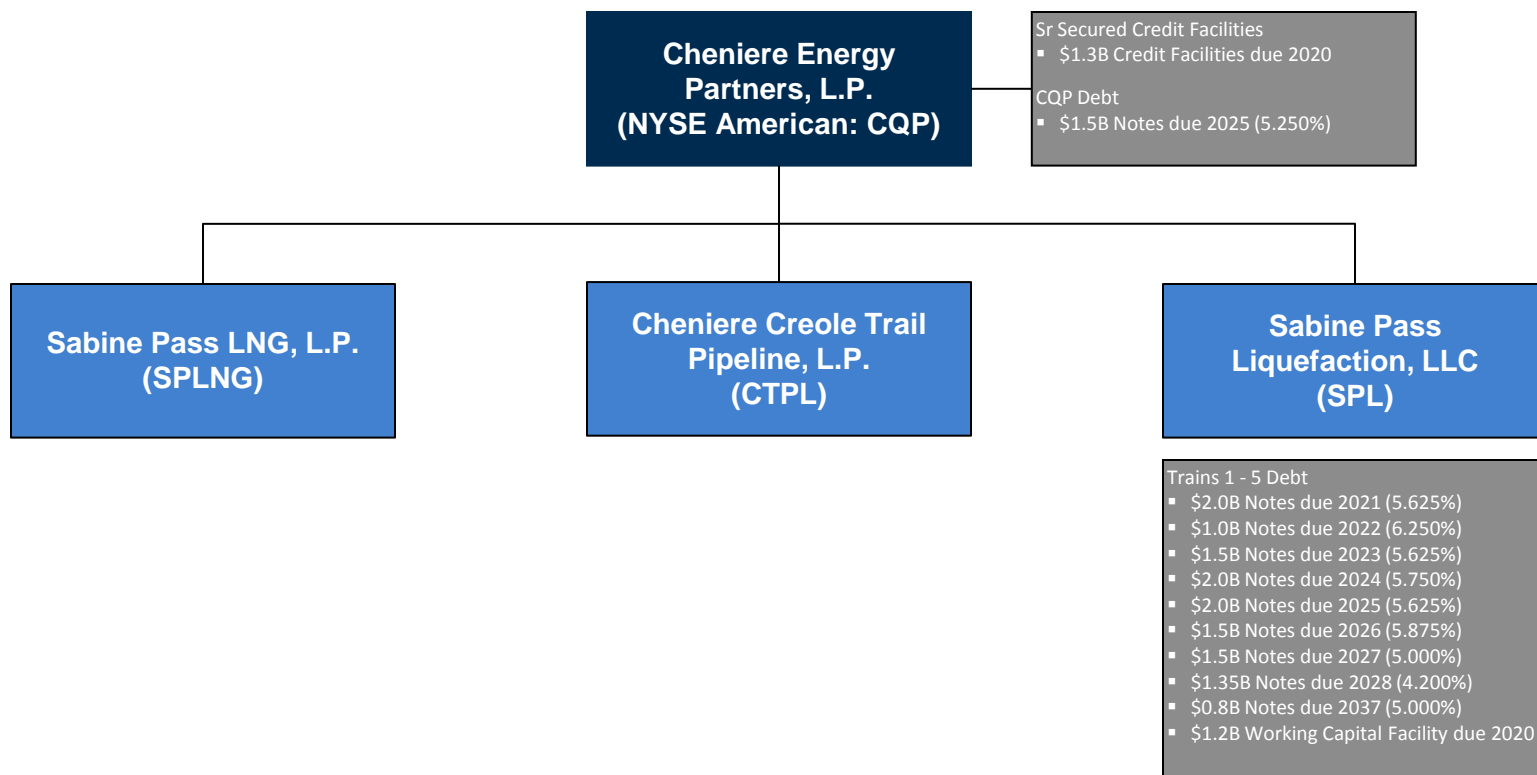 Cheniere Energy
Partners, L.P.
(NYSE American: CQP)
Sr Secured Credit Facilities
▪ $1.3B Credit Facilities due 2020
CQP Debt
▪ $1.5B Notes due 2025 (5.250%)
Sabine Pass LNG, L.P.
(SPLNG)
Cheniere Creole Trail
Pipeline, L.P.
(CTPL)
Sabine Pass
Liquefaction, LLC
(SPL)
Trains 1 - 5 Debt
▪ $2.0B Notes due 2021 (5.625%)
▪ $1.0B Notes due 2022 (6.250%)
▪ $1.5B Notes due 2023 (5.625%)
▪ $2.0B Notes due 2024 (5.750%)
▪ $2.0B Notes due 2025 (5.625%)
▪ $1.5B Notes due 2026 (5.875%)
▪ $1.5B Notes due 2027 (5.000%)
▪ $1.35B Notes due 2028 (4.200%)
▪ $0.8B Notes due 2037 (5.000%)
▪ $1.2B Working Capital Facility due 2020